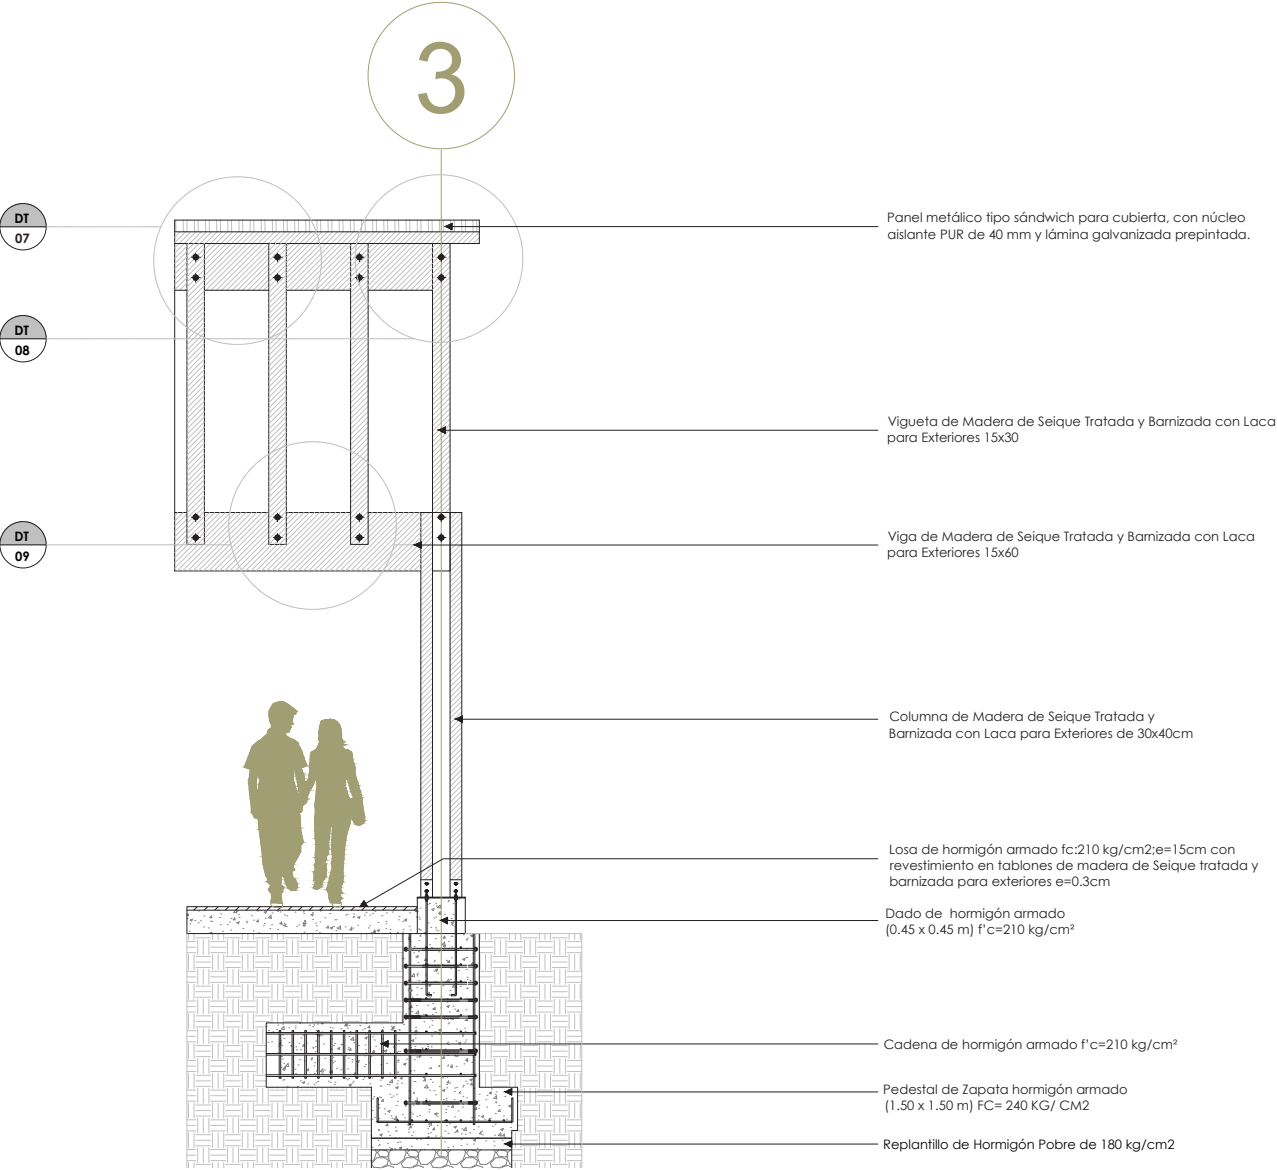 3
DT
07
Panel metálico tipo sándwich para cubierta, con núcleo
aislante PUR de 40 mm y lámina galvanizada prepintada.
DT
08
Vigueta de Madera de Seique Tratada y Barnizada con Laca
para Exteriores 15x30
DT
09
Viga de Madera de Seique Tratada y Barnizada con Laca
para Exteriores 15x60
Columna de Madera de Seique Tratada y
Barnizada con Laca para Exteriores de 30x40cm
Losa de hormigón armado fc:210 kg/cm2;e=15cm con
revestimiento en tablones de madera de Seique tratada y
barnizada para exteriores e=0.3cm
Dado de hormigón armado
(0.45 x 0.45 m) f'c=210 kg/cm²
Cadena de hormigón armado f'c=210 kg/cm²
Pedestal de Zapata hormigón armado
(1.50 x 1.50 m) FC= 240 KG/ CM2
Replantillo de Hormigón Pobre de 180 kg/cm2